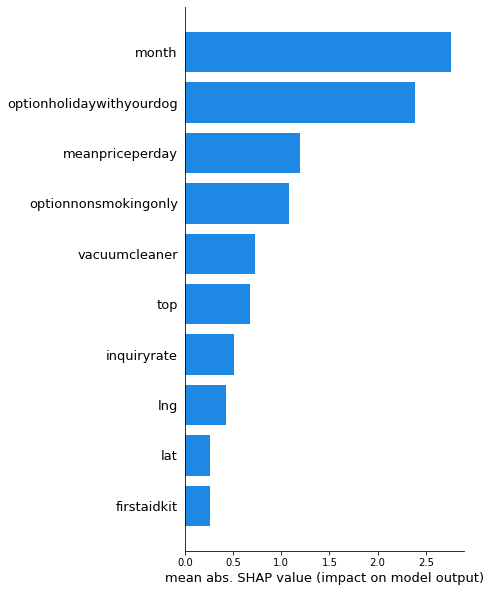 month
optionholidaywithyourdog
meanpriceperday
optionnonsmokingonly
vacuumcleaner
top
inquiryrate
lng
lat
firstaidkit
0.0 0.5 1.0 1.5 2.0 2.5
mean abs. SHAP value (impact on model output)